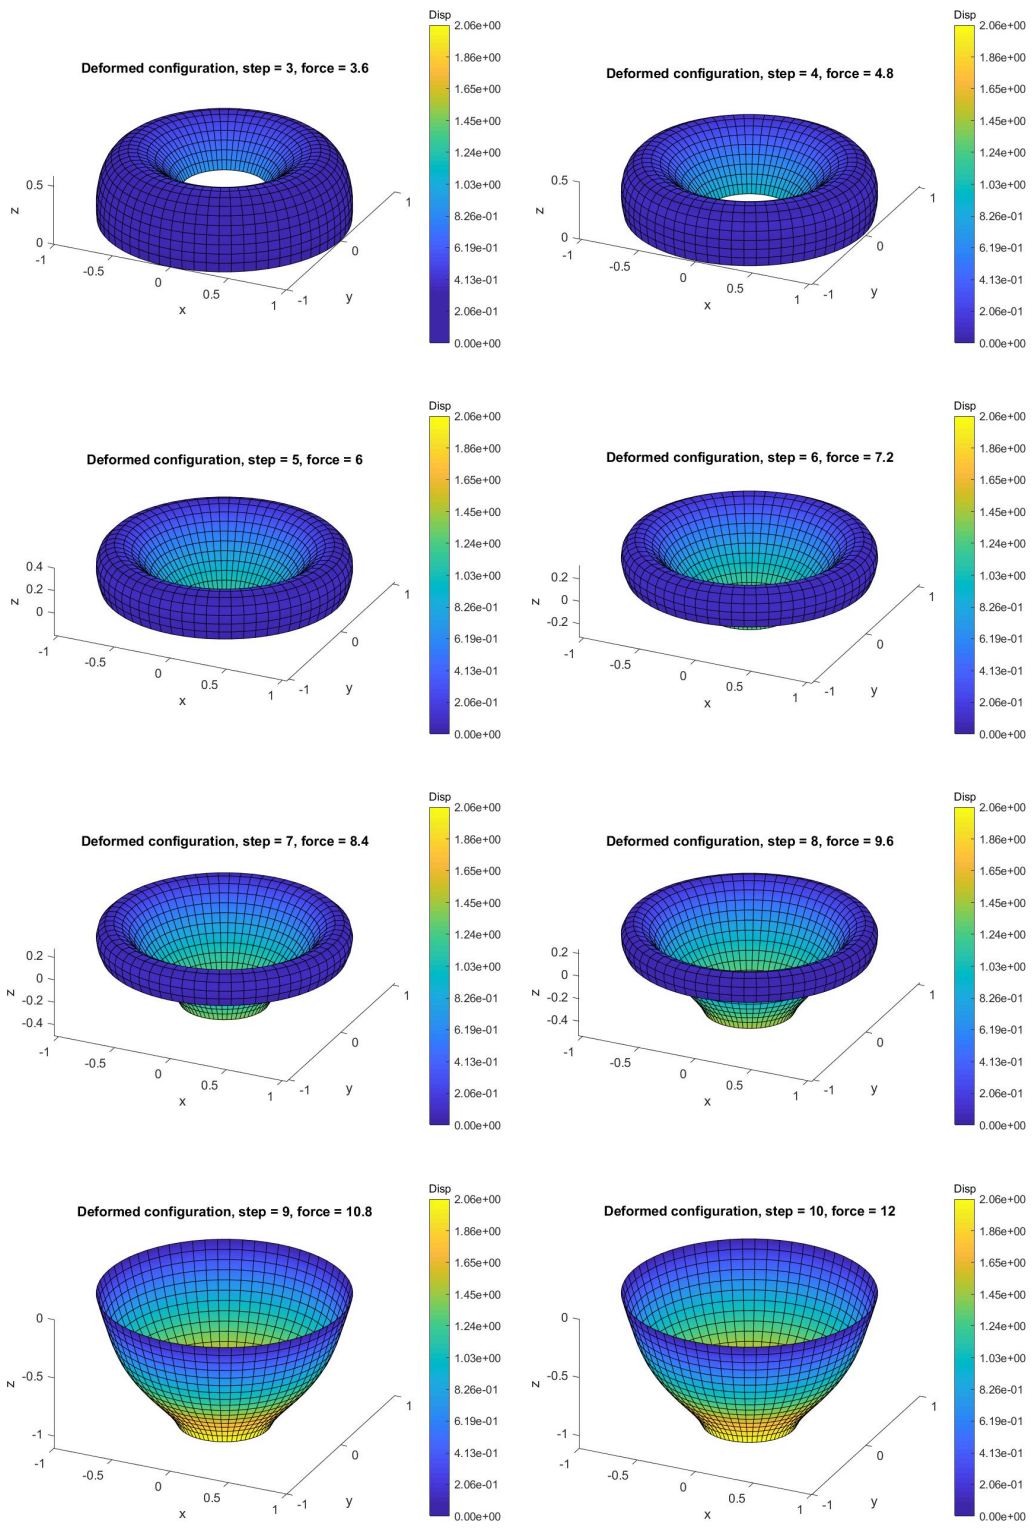 Disp
2.06e+00
1.86e+00
1.65e+00
1.45e+00
1.24e+00
1.03e+00
8.26e-01
6.19e-01
4.13e-01
2.06e-01
0.00e+00
Deformed configuration, step = 3, force = 3.6
0.5
0
z
-1
-0.5
0
0.5
1
x
-1
0
1
y
Disp
2.06e+00
1.86e+00
1.65e+00
1.45e+00
1.24e+00
1.03e+00
8.26e-01
6.19e-01
4.13e-01
2.06e-01
0.00e+00
Deformed configuration, step = 4, force = 4.8
0.5
0
z
-1
-0.5
0
0.5
1
x
-1
0
1
y
Disp
2.06e+00
1.86e+00
1.65e+00
1.45e+00
1.24e+00
1.03e+00
8.26e-01
6.19e-01
4.13e-01
2.06e-01
0.00e+00
Deformed configuration, step = 5, force = 6
0.4
0.2
0
z
-1
-0.5
0
0.5
1
x
-1
0
1
y
Disp
2.06e+00
1.86e+00
1.65e+00
1.45e+00
1.24e+00
1.03e+00
8.26e-01
6.19e-01
4.13e-01
2.06e-01
0.00e+00
Deformed configuration, step = 6, force = 7.2
0.2
0
-0.2
z
-1
-0.5
0
0.5
1
x
-1
0
1
y
Disp
2.06e+00
1.86e+00
1.65e+00
1.45e+00
1.24e+00
1.03e+00
8.26e-01
6.19e-01
4.13e-01
2.06e-01
0.00e+00
Deformed configuration, step = 7, force = 8.4
0.2
0
-0.2
-0.4
z
-1
-0.5
0
0.5
1
x
-1
0
1
y
Disp
2.06e+00
1.86e+00
1.65e+00
1.45e+00
1.24e+00
1.03e+00
8.26e-01
6.19e-01
4.13e-01
2.06e-01
0.00e+00
Deformed configuration, step = 8, force = 9.6
0.2
0
-0.2
-0.4
z
-1
-0.5
0
0.5
1
x
-1
0
1
y
Disp
2.06e+00
1.86e+00
1.65e+00
1.45e+00
1.24e+00
1.03e+00
8.26e-01
6.19e-01
4.13e-01
2.06e-01
0.00e+00
Deformed configuration, step = 9, force = 10.8
0
-0.5
-1
z
-1
-0.5
0
0.5
1
x
-1
0
1
y
Disp
2.06e+00
1.86e+00
1.65e+00
1.45e+00
1.24e+00
1.03e+00
8.26e-01
6.19e-01
4.13e-01
2.06e-01
0.00e+00
Deformed configuration, step = 10, force = 12
0
-0.5
-1
z
-1
-0.5
0
0.5
1
x
-1
0
1
y